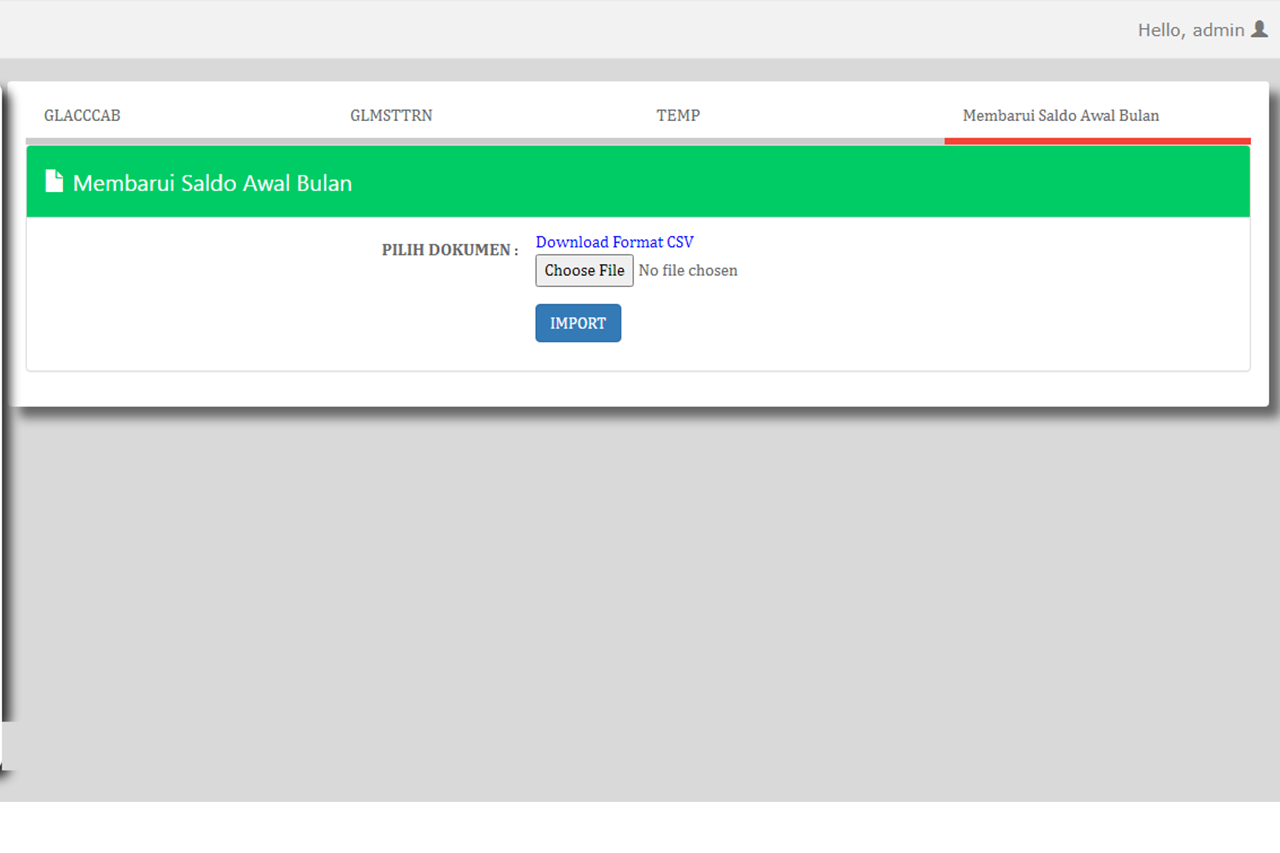 Hello, admin
GLACCCAB GLMSTTRN TEMP Membarui Saldo Awal Bulan
Membarui Saldo Awal Bulan
PILIH DOKUMEN : Download Format CSV
Choose File No file chosen
IMPORT